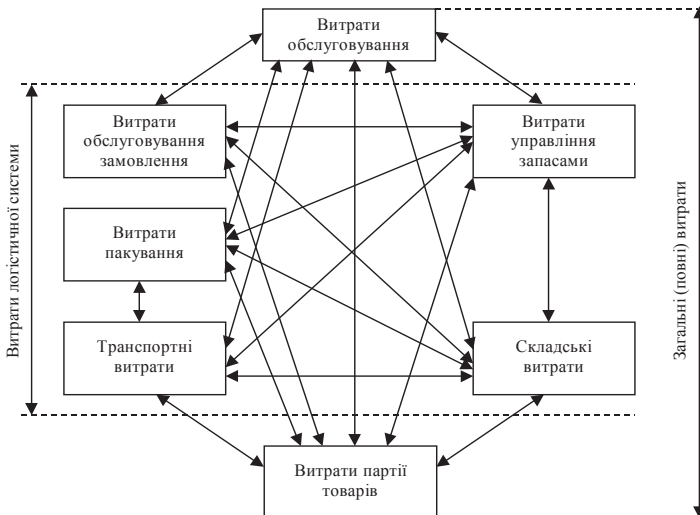 Витрати
обслуговування
Витрати
обслуговування
замовлення
Витрати
управління
запасами
Витрати
пакування
Транспортні
витрати
Складські
витрати
Витрати партії
товарів
Витрати логістичної системи
Загальні (повні) витрати